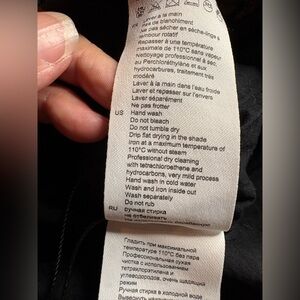 Laver à la main
Pas de blanchiment
Ne pas sécher en sèche-linge à
tambour rotatif
Repasser à une température
maximale de 110°C sans vapeur
Nettoyage professionnel à sec,
au Perchloréthylène et aux
hydrocarbures, traitement très
modéré
Laver à la main dans l'eau froide
Laver et repasser sur l'envers
Laver séparément
Ne pas frotter
US Hand wash
Do not bleach
Do not tumble dry
Drip flat drying in the shade
Iron at a maximum temperature of
110°C without steam
Professional dry cleaning
with tetrachloroethene and
hydrocarbons, very mild process
Hand wash in cold water
Wash and iron inside out
Wash separately
Do not rub
RU ручная стирка
не отбеливать
Гладить при максимальной
температуре 110°C без пара
Профессиональная сухая
чистка с использованием
тетрахлорэтилена и
углеводородов, очень щадящий
режим
Ручная стирка в холодной воде